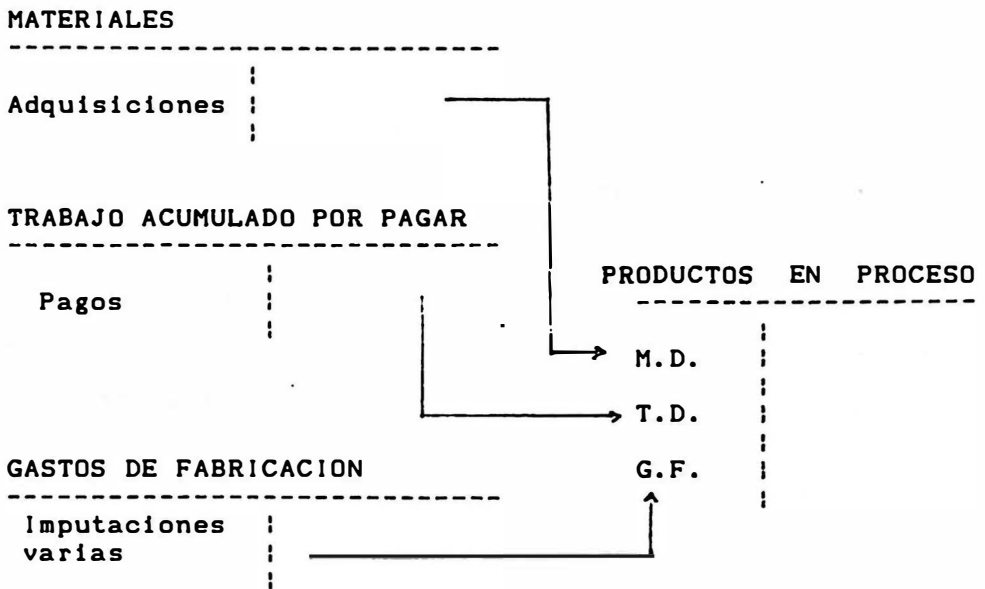 MATERIALES
Adquisiciones
TRABAJO ACUMULADO POR PAGAR
Pagos
PRODUCTOS EN PROCESO
M.D.
T.D.
G.F.
GASTOS DE FABRICACION
Imputaciones
varias